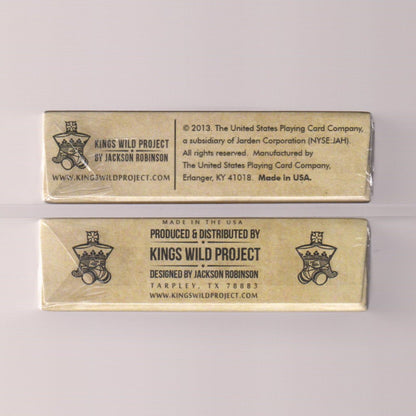 KINGS WILD PROJECT
BY JACKSON ROBINSON
WWW.KINGSWILDPROJECT.COM
© 2013. The United States Playing Card Company,
a subsidiary of Jarden Corporation (NYSE:JAH).
All rights reserved. Manufactured by
The United States Playing Card Company,
Erlanger, KY 41018. Made in USA.
MADE IN THE USA
PRODUCED & DISTRIBUTED BY
KINGS WILD PROJECT
DESIGNED BY JACKSON ROBINSON
TARPLEY, TX 78883
WWW.KINGSWILDPROJECT.COM